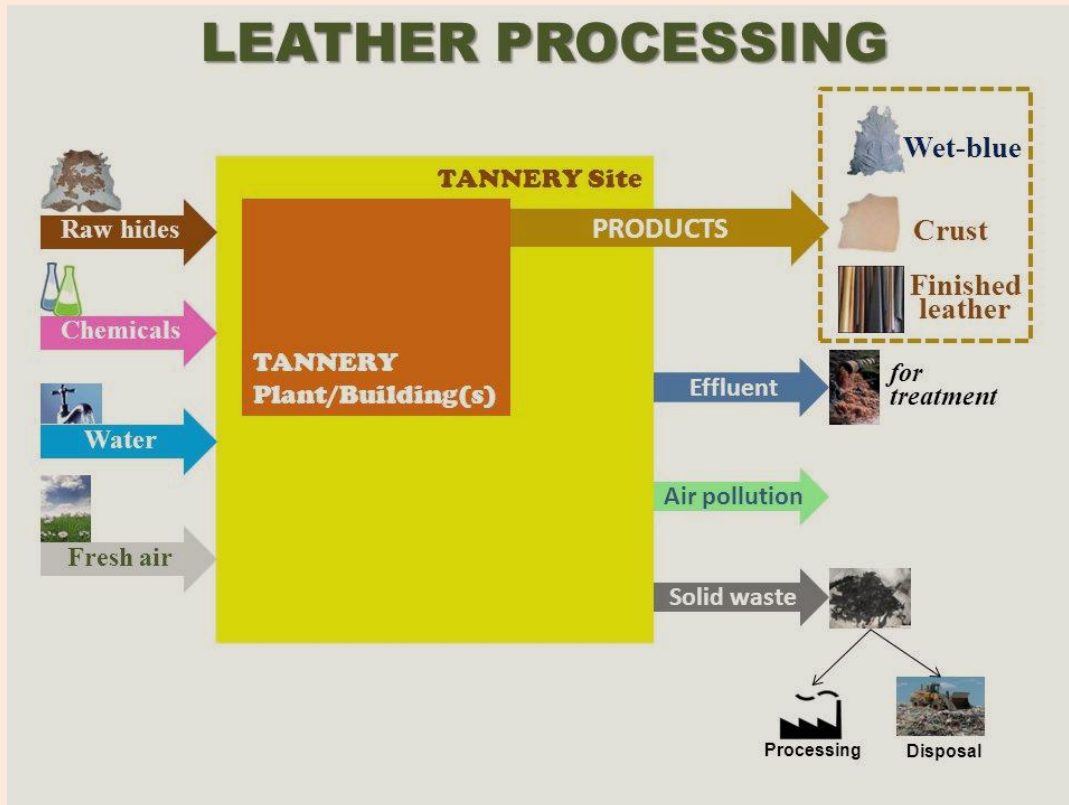 LEATHER PROCESSING
Raw hides
Chemicals
Water
Fresh air
TANNERY Site
TANNERY
Plant/Building(s)
PRODUCTS
Wet-blue
Crust
Finished
leather
Effluent
for
treatment
Air pollution
Solid waste
Processing
Disposal